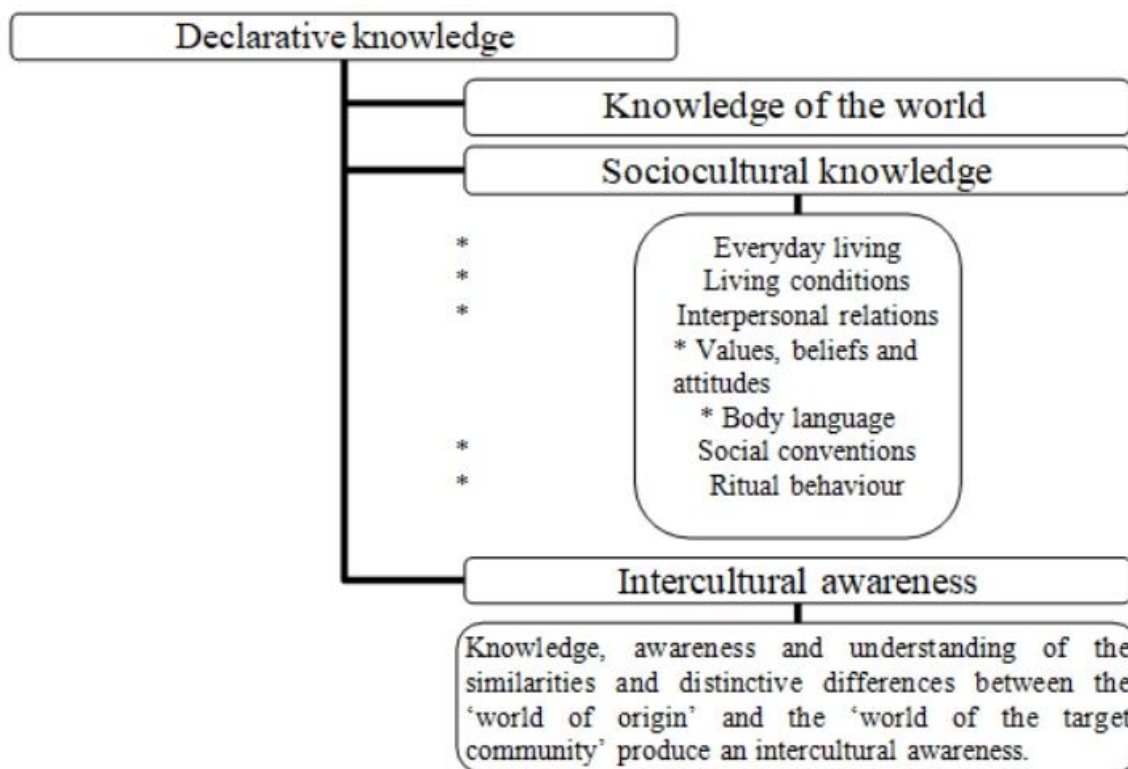 Declarative knowledge
Knowledge of the world
Sociocultural knowledge
* Everyday living
* Living conditions
* Interpersonal relations
* Values, beliefs and
attitudes
* Body language
* Social conventions
* Ritual behaviour
Intercultural awareness
Knowledge, awareness and understanding of the
similarities and distinctive differences between the
‘world of origin’ and the ‘world of the target
community’ produce an intercultural awareness.